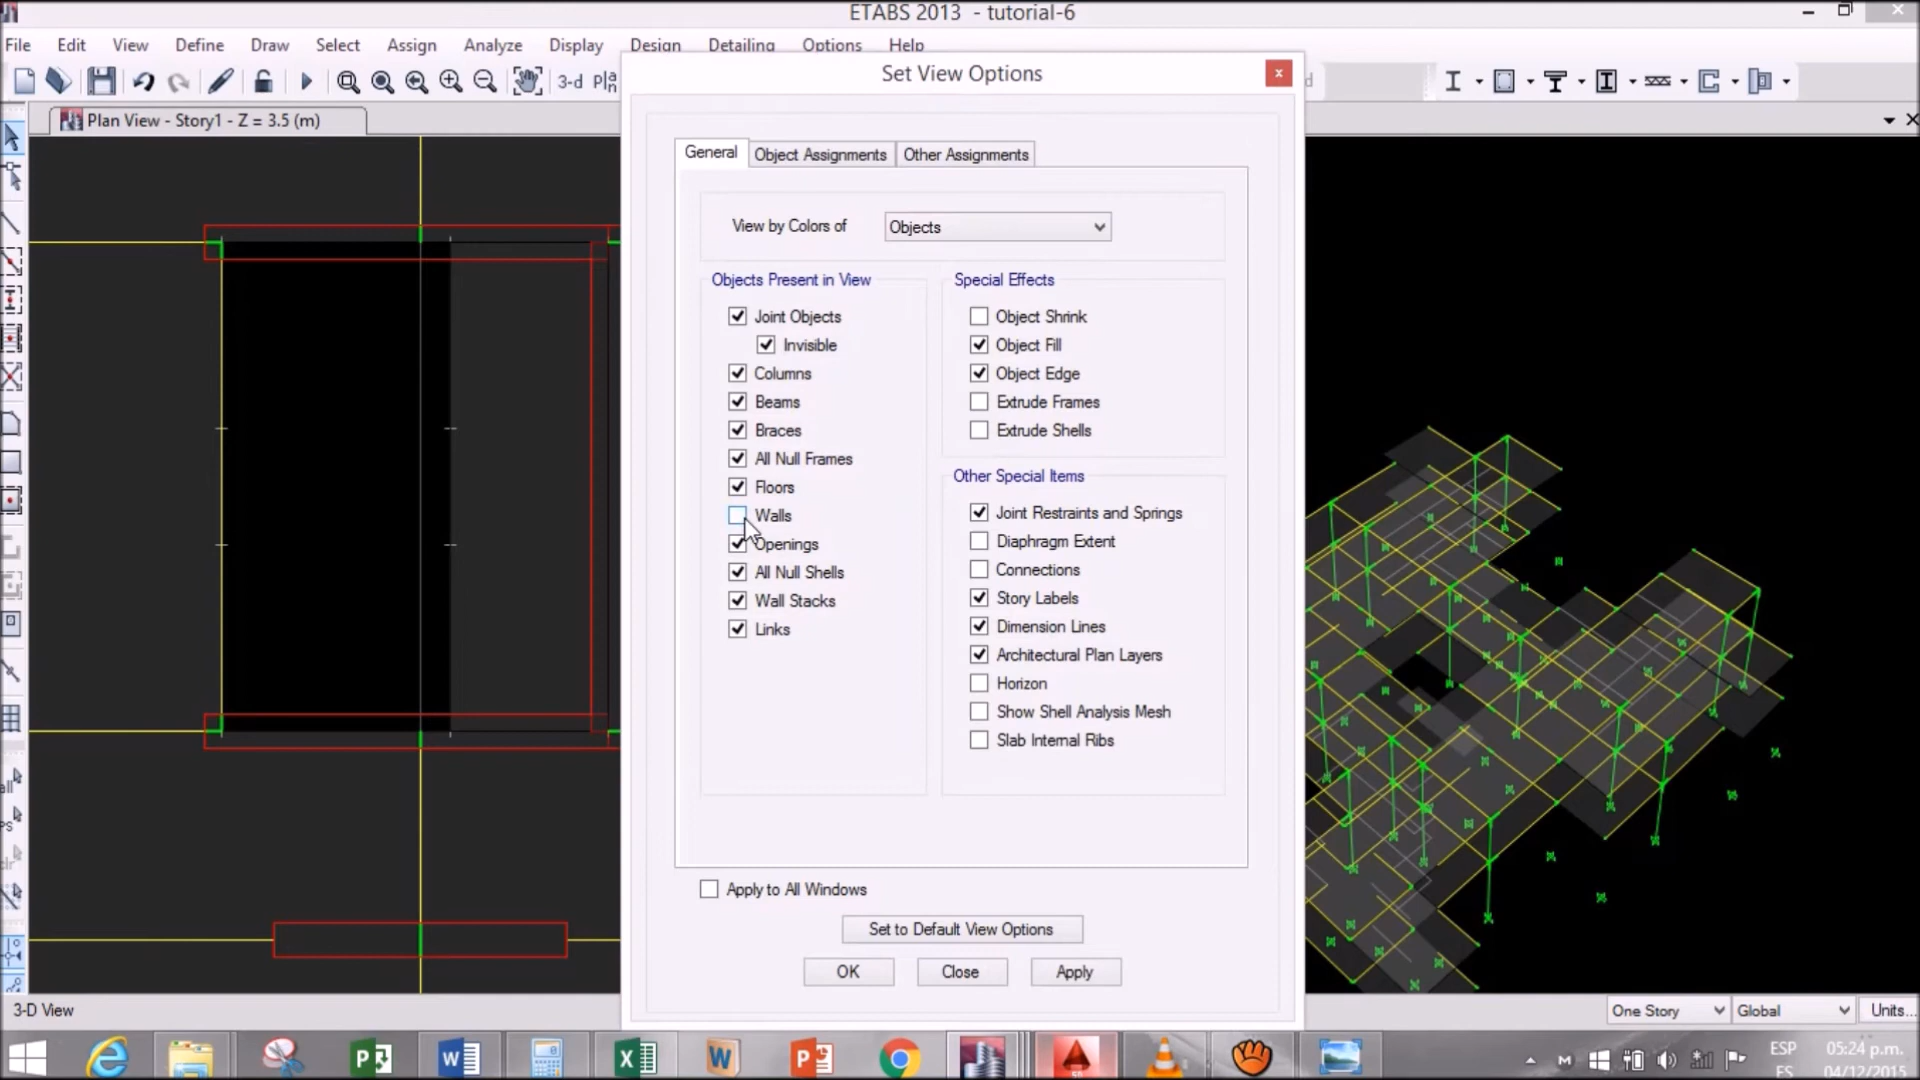 ETABS 2013 - tutorial-6
File Edit View Define Draw Select Assign Analyze Display Design Detailing Options Help
3-d
Plan View - Story1 - Z = 3.5 (m)
Set View Options
General Object Assignments Other Assignments
View by Colors of Objects
Objects Present in View
Joint Objects
Invisible
Columns
Beams
Braces
All Null Frames
Floors
Walls
Openings
All Null Shells
Wall Stacks
Links
Special Effects
Object Shrink
Object Fill
Object Edge
Extrude Frames
Extrude Shells
Other Special Items
Joint Restraints and Springs
Diaphragm Extent
Connections
Story Labels
Dimension Lines
Architectural Plan Layers
Horizon
Show Shell Analysis Mesh
Slab Internal Ribs
Apply to All Windows
Set to Default View Options
OK Close Apply
3-D View
One Story Global Units...
ESP 05:24 p.m.
ES 04/12/2015